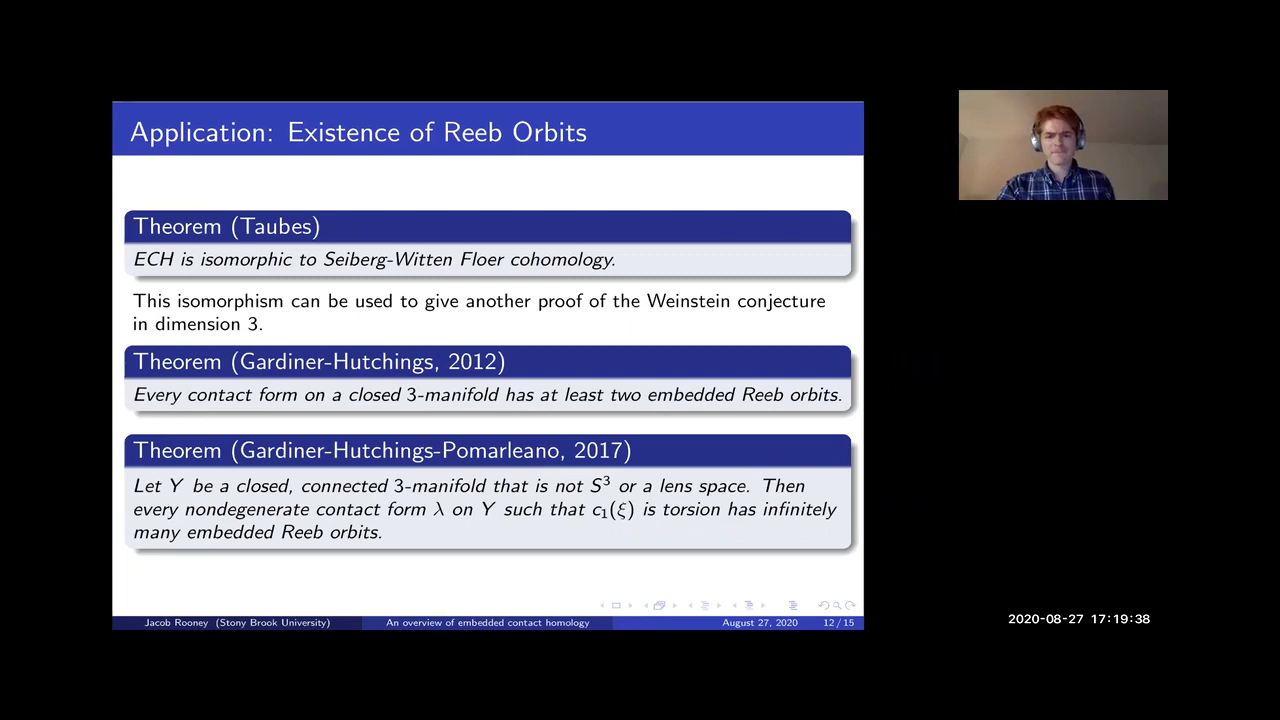 Application: Existence of Reeb Orbits
Theorem (Taubes)
ECH is isomorphic to Seiberg-Witten Floer cohomology.
This isomorphism can be used to give another proof of the Weinstein conjecture
in dimension 3.
Theorem (Gardiner-Hutchings, 2012)
Every contact form on a closed 3-manifold has at least two embedded Reeb orbits.
Theorem (Gardiner-Hutchings-Pomarleano, 2017)
Let Y be a closed, connected 3-manifold that is not S³ or a lens space. Then
every nondegenerate contact form λ on Y such that c₁(ξ) is torsion has infinitely
many embedded Reeb orbits.
Jacob Rooney (Stony Brook University) An overview of embedded contact homology August 27, 2020 12 / 15
2020-08-27 17:19:38